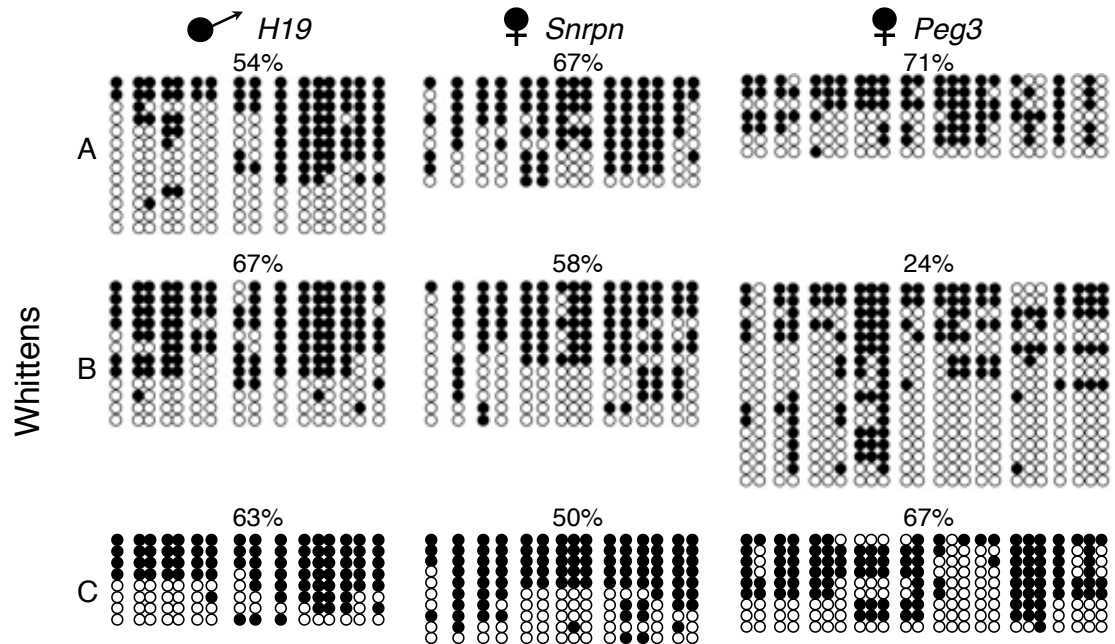 H19 Snrpn Peg3
54% 67% 71%
A
67% 58% 24%
B
Whittens
63% 50% 67%
C